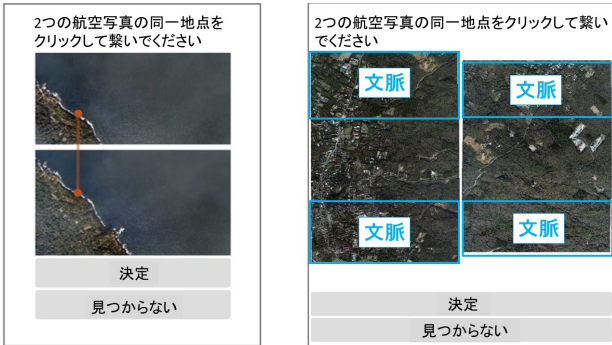 2つの航空写真の同一地点を
クリックして繋いでください
決定
見つからない
2つの航空写真の同一地点をクリックして繋い
でください
文脈
文脈
文脈
文脈
決定
見つからない